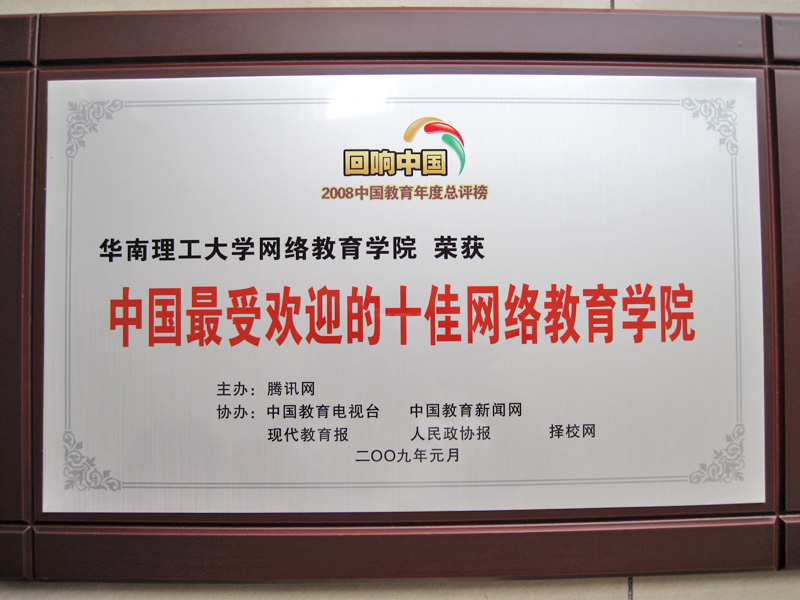 回响中国
2008中国教育年度总评榜
华南理工大学网络教育学院 荣获
中国最受欢迎的十佳网络教育学院
主办：腾讯网
协办：中国教育电视台 中国教育新闻网
现代教育报 人民政协报 择校网
二〇〇九年元月